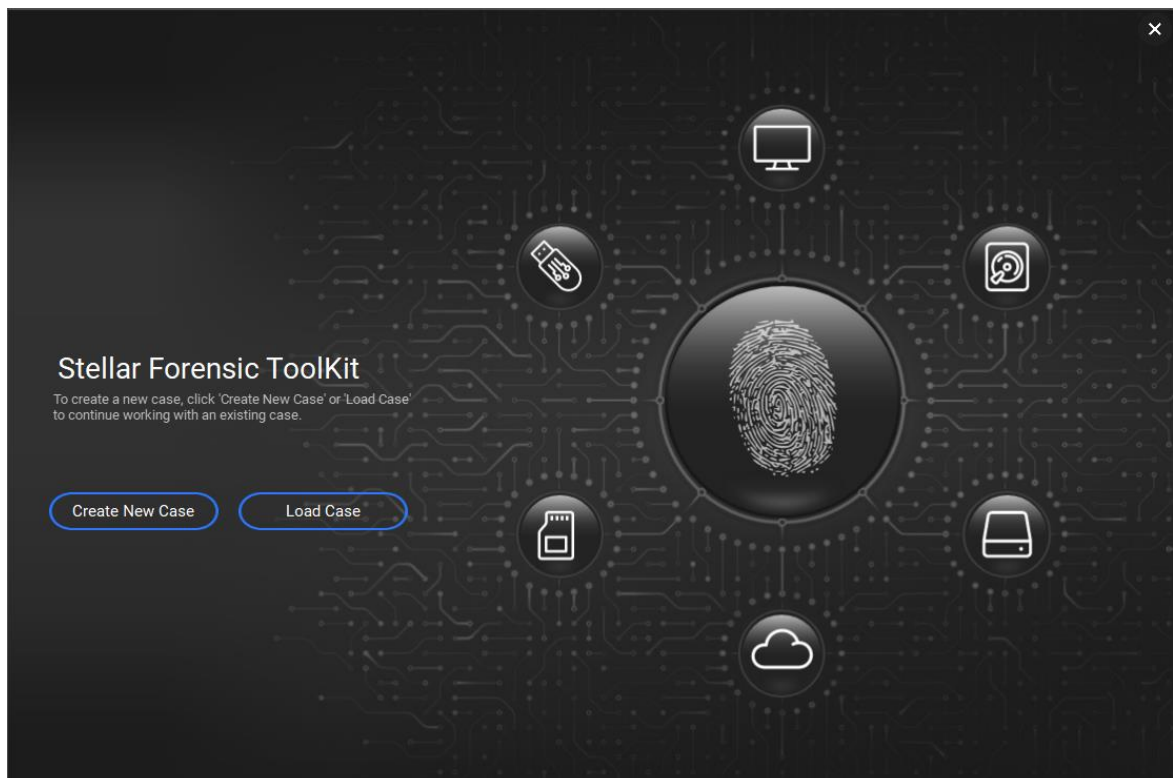 Stellar Forensic ToolKit
To create a new case, click 'Create New Case' or 'Load Case'
to continue working with an existing case.
Create New Case
Load Case